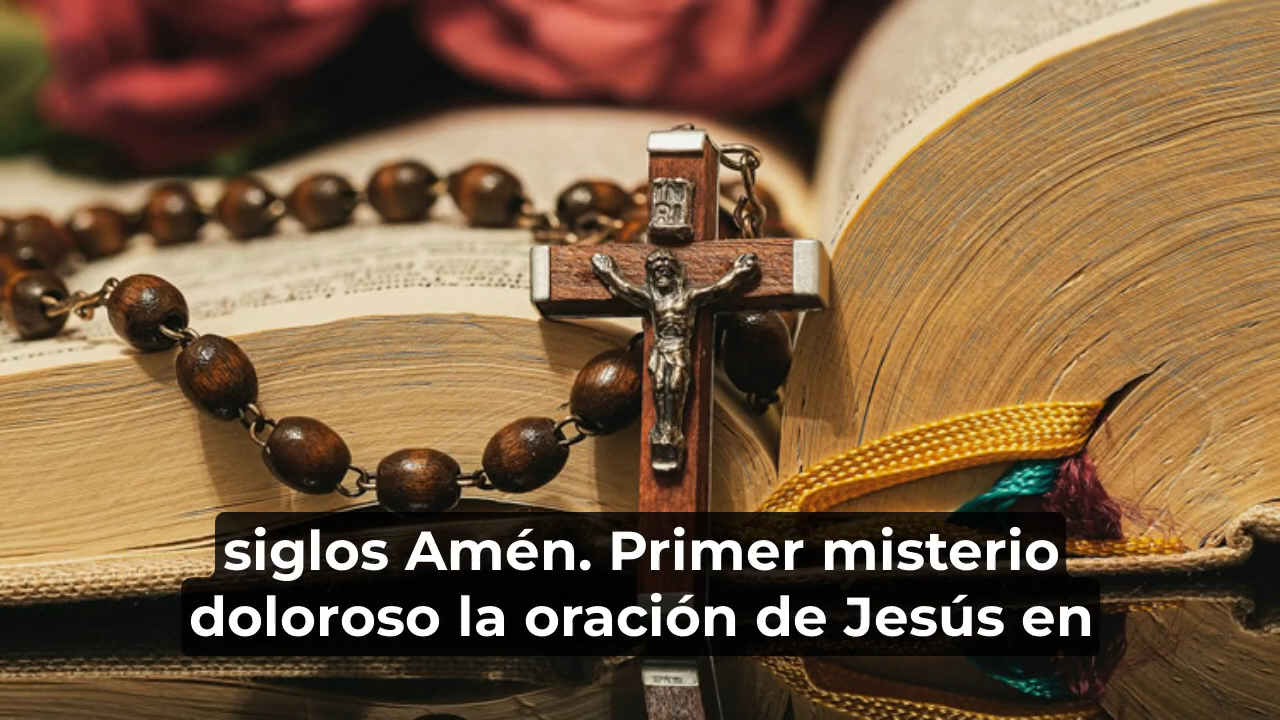 siglos Amén. Primer misterio
doloroso la oración de Jesús en